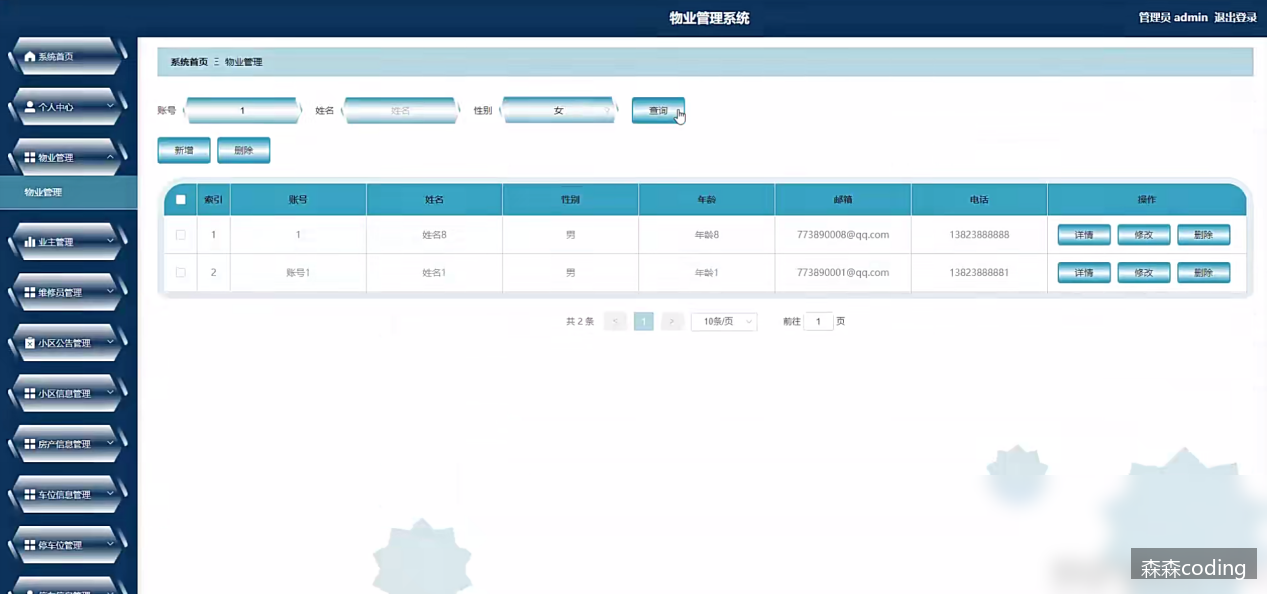 物业管理系统
管理员 admin 退出登录
系统首页
个人中心
物业管理
物业管理
业主管理
维修员管理
小区公告管理
小区信息管理
房产信息管理
车位信息管理
停车位管理
系统首页 物业管理
账号 1 姓名 姓名 性别 女 查询
新增 删除
索引 账号 姓名 性别 年龄 邮箱 电话 操作
1 1 姓名8 男 年龄8 773890008@qq.com 13823888888 详情 修改 删除
2 账号1 姓名1 男 年龄1 773890001@qq.com 13823888881 详情 修改 删除
共 2 条 < 1 > 10条/页 前往 1 页
森森coding